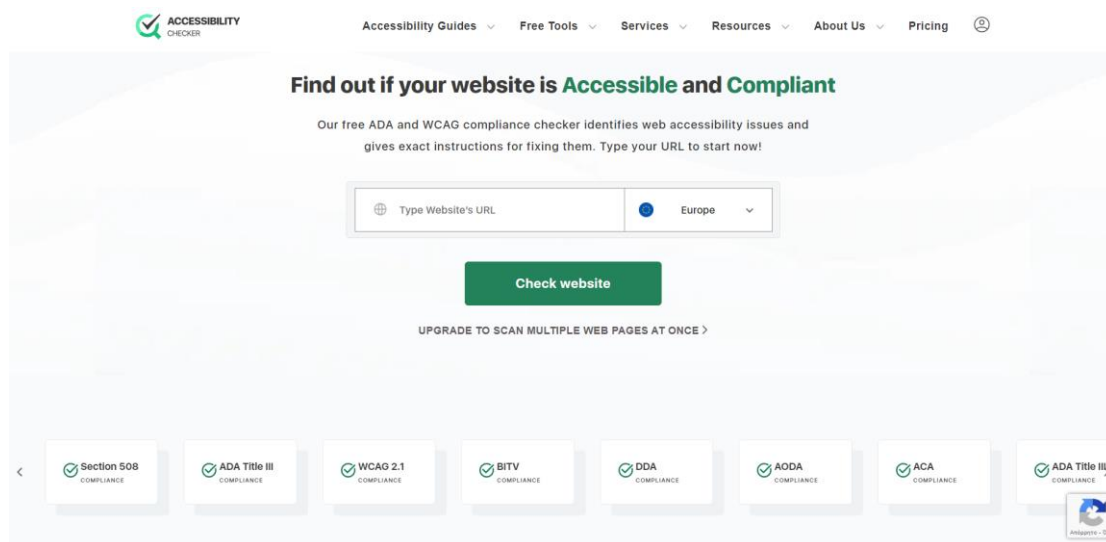 ACCESSIBILITY
CHECKER
Accessibility Guides Free Tools Services Resources About Us Pricing
Find out if your website is Accessible and Compliant
Our free ADA and WCAG compliance checker identifies web accessibility issues and
gives exact instructions for fixing them. Type your URL to start now!
Type Website's URL Europe
Check website
UPGRADE TO SCAN MULTIPLE WEB PAGES AT ONCE >
Section 508
COMPLIANCE
ADA Title III
COMPLIANCE
WCAG 2.1
COMPLIANCE
BITV
COMPLIANCE
DDA
COMPLIANCE
AODA
COMPLIANCE
ACA
COMPLIANCE
ADA Title III
COMPLIANCE
Απόρρητο -